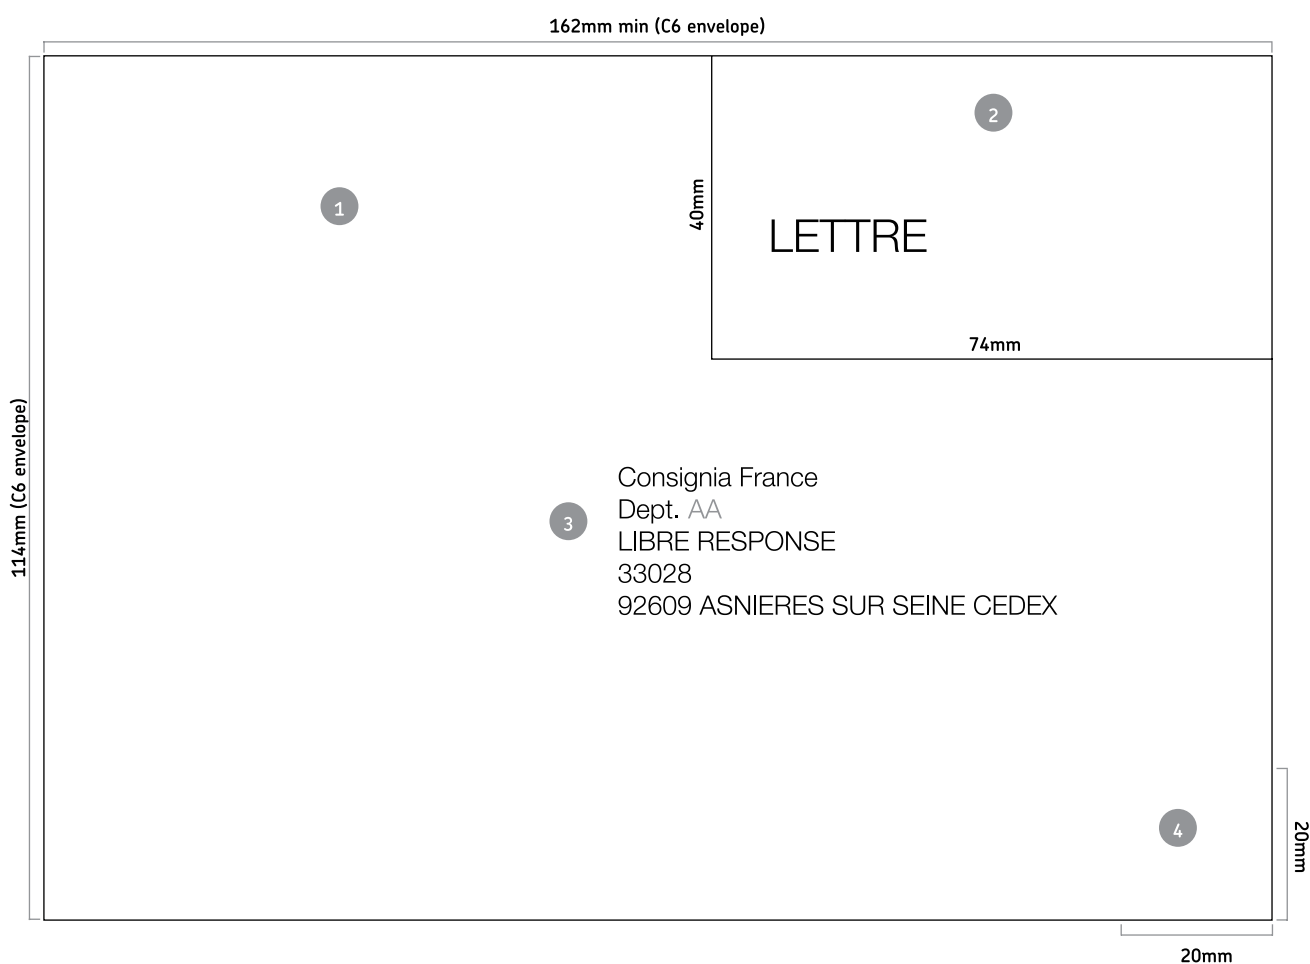 162mm min (C6 envelope)
2
1
40mm
LETTRE
74mm
114mm (C6 envelope)
Consignia France
Dept. AA
3
LIBRE RESPONSE
33028
92609 ASNIERES SUR SEINE CEDEX
4
20mm
20mm